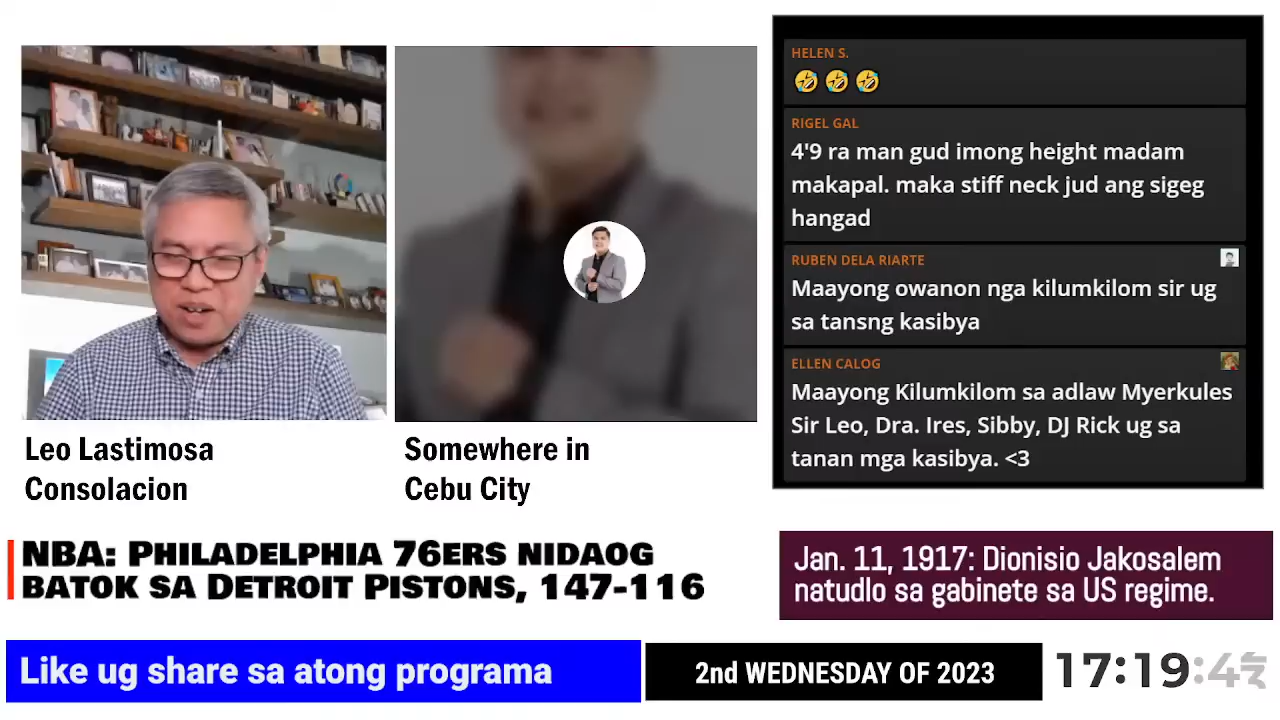 Leo Lastimosa
Consolacion
Somewhere in
Cebu City
HELEN S.
🤣 🤣 🤣
RIGEL GAL
4'9 ra man gud imong height madam
makapal. maka stiff neck jud ang sigeg
hangad
RUBEN DELA RIARTE
Maayong owanon nga kilumkilom sir ug
sa tansng kasibya
ELLEN CALOG
Maayong Kilumkilom sa adlaw Myerkules
Sir Leo, Dra. Ires, Sibby, DJ Rick ug sa
tanan mga kasibya. <3
NBA: PHILADELPHIA 76ERS NIDAOG
BATOK SA DETROIT PISTONS, 147-116
Jan. 11, 1917: Dionisio Jakosalem
natudlo sa gabinete sa US regime.
Like ug share sa atong programa
2nd WEDNESDAY OF 2023
17:19